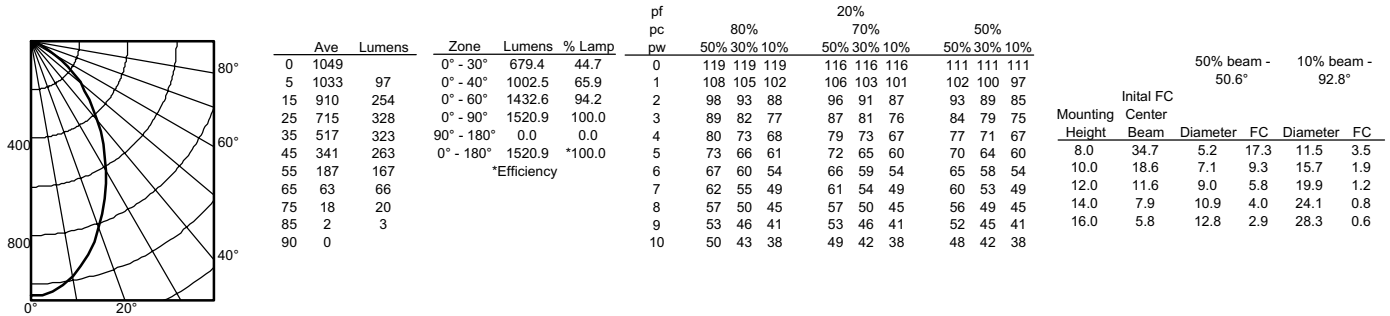 400
800
0°
20°
40°
60°
80°
Ave Lumens
0 1049
5 1033 97
15 910 254
25 715 328
35 517 323
45 341 263
55 187 167
65 63 66
75 18 20
85 2 3
90 0
Zone Lumens % Lamp
0° - 30° 679.4 44.7
0° - 40° 1002.5 65.9
0° - 60° 1432.6 94.2
0° - 90° 1520.9 100.0
90° - 180° 0.0 0.0
0° - 180° 1520.9 *100.0
*Efficiency
pf 20%
pc 80% 70% 50%
pw 50% 30% 10% 50% 30% 10% 50% 30% 10%
0 119 119 119 116 116 116 111 111 111
1 108 105 102 106 103 101 102 100 97
2 98 93 88 96 91 87 93 89 85
3 89 82 77 87 81 76 84 79 75
4 80 73 68 79 73 67 77 71 67
5 73 66 61 72 65 60 70 64 60
6 67 60 54 66 59 54 65 58 54
7 62 55 49 61 54 49 60 53 49
8 57 50 45 57 50 45 56 49 45
9 53 46 41 53 46 41 52 45 41
10 50 43 38 49 42 38 48 42 38
50% beam - 10% beam -
50.6° 92.8°
Inital FC
Mounting Center
Height Beam Diameter FC Diameter FC
8.0 34.7 5.2 17.3 11.5 3.5
10.0 18.6 7.1 9.3 15.7 1.9
12.0 11.6 9.0 5.8 19.9 1.2
14.0 7.9 10.9 4.0 24.1 0.8
16.0 5.8 12.8 2.9 28.3 0.6